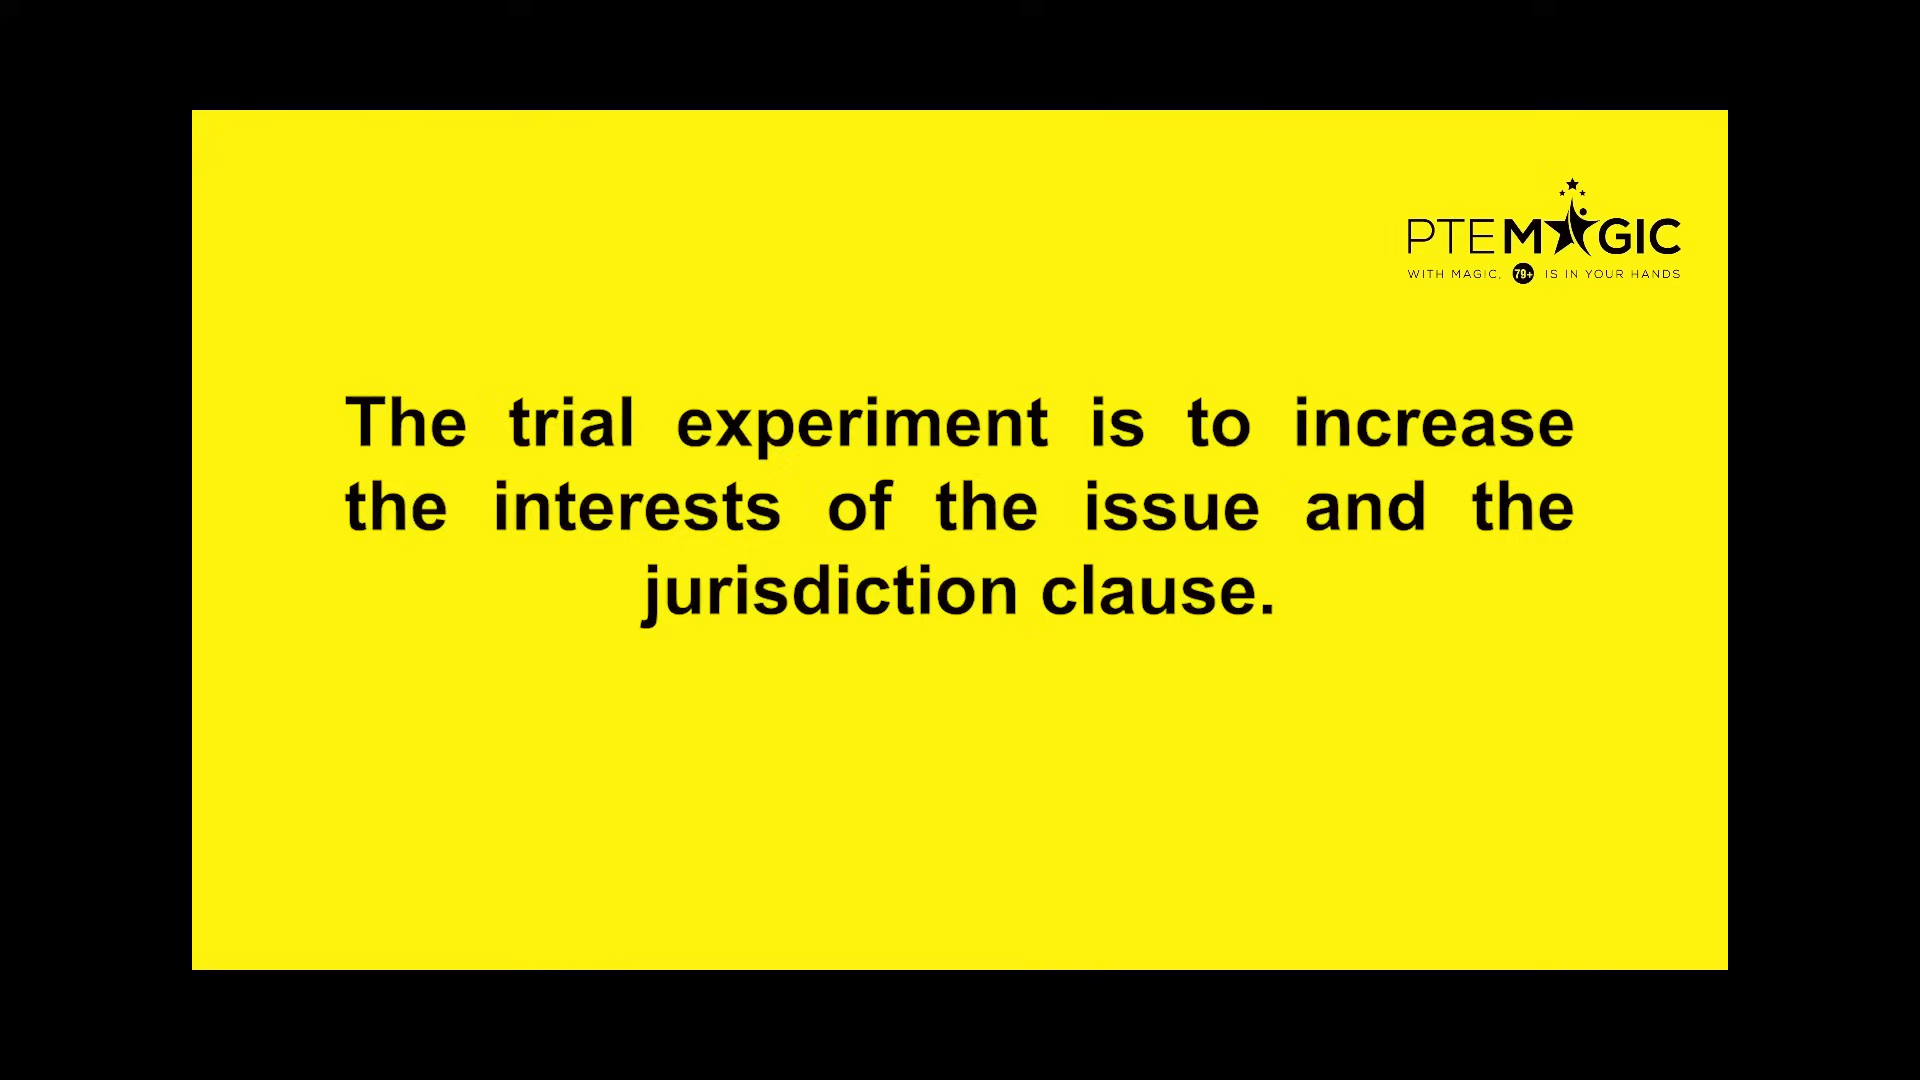 PTEMAGIC
WITH MAGIC, 79+ IS IN YOUR HANDS
The trial experiment is to increase
the interests of the issue and the
jurisdiction clause.